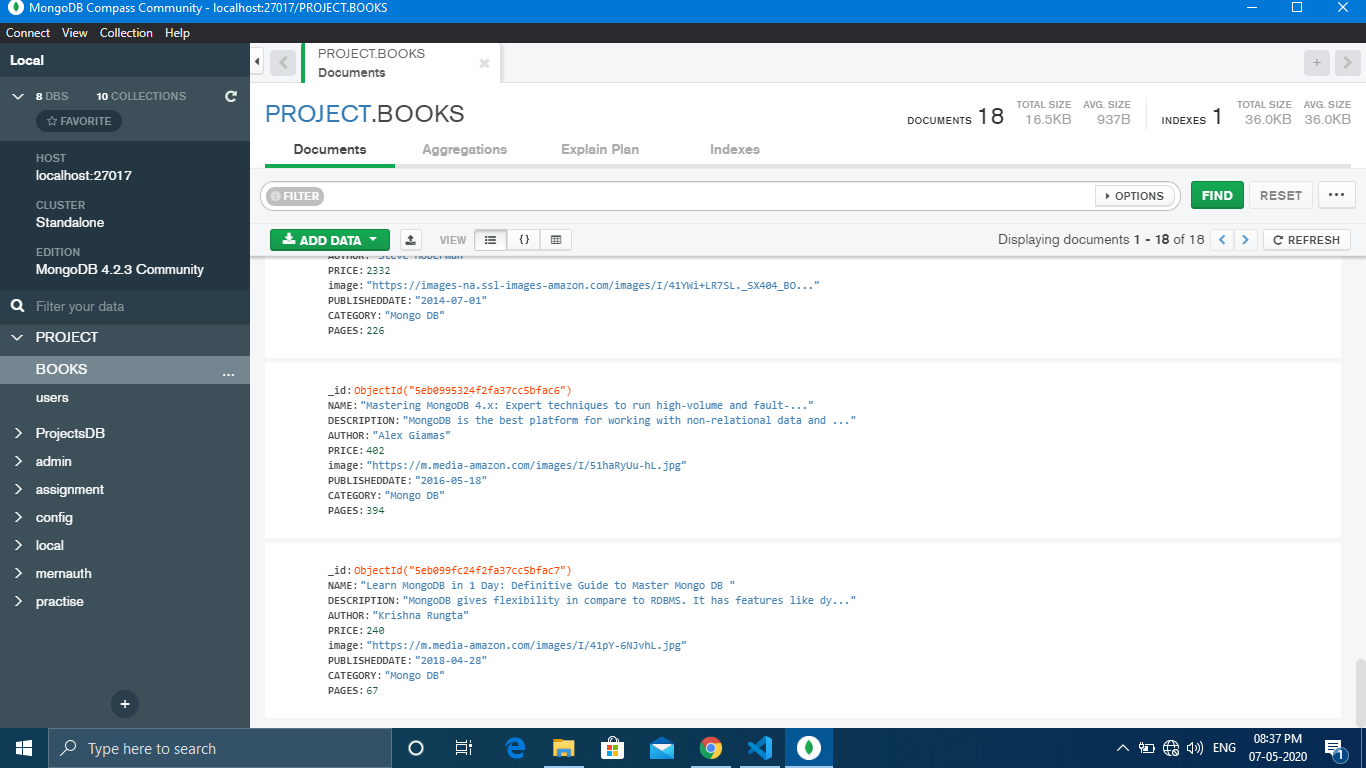 MongoDB Compass Community - localhost:27017/PROJECT.BOOKS
Connect View Collection Help
Local
8 DBS 10 COLLECTIONS
FAVORITE
HOST
localhost:27017
CLUSTER
Standalone
EDITION
MongoDB 4.2.3 Community
Filter your data
PROJECT
BOOKS ...
users
ProjectsDB
admin
assignment
config
local
mernauth
practise
+
PROJECT.BOOKS
Documents
+
PROJECT.BOOKS
DOCUMENTS 18
TOTAL SIZE AVG. SIZE
16.5KB 937B
INDEXES 1
TOTAL SIZE AVG. SIZE
36.0KB 36.0KB
Documents Aggregations Explain Plan Indexes
FILTER OPTIONS FIND RESET ...
ADD DATA VIEW {} Displaying documents 1 - 18 of 18 < > REFRESH
AUTHOR: "Steve Hoberman"
PRICE: 2332
image: "https://images-na.ssl-images-amazon.com/images/I/41YWi+LR7SL._SX404_BO..."
PUBLISHEDDATE: "2014-07-01"
CATEGORY: "Mongo DB"
PAGES: 226
_id: ObjectId("5eb0995324f2fa37cc5bfac6")
NAME: "Mastering MongoDB 4.x: Expert techniques to run high-volume and fault-..."
DESCRIPTION: "MongoDB is the best platform for working with non-relational data and ..."
AUTHOR: "Alex Giamas"
PRICE: 402
image: "https://m.media-amazon.com/images/I/51haRyUu-hL.jpg"
PUBLISHEDDATE: "2016-05-18"
CATEGORY: "Mongo DB"
PAGES: 394
_id: ObjectId("5eb099fc24f2fa37cc5bfac7")
NAME: "Learn MongoDB in 1 Day: Definitive Guide to Master Mongo DB "
DESCRIPTION: "MongoDB gives flexibility in compare to RDBMS. It has features like dy..."
AUTHOR: "Krishna Rungta"
PRICE: 240
image: "https://m.media-amazon.com/images/I/41pY-6NJvhL.jpg"
PUBLISHEDDATE: "2018-04-28"
CATEGORY: "Mongo DB"
PAGES: 67
Type here to search
ENG
08:37 PM
07-05-2020
1